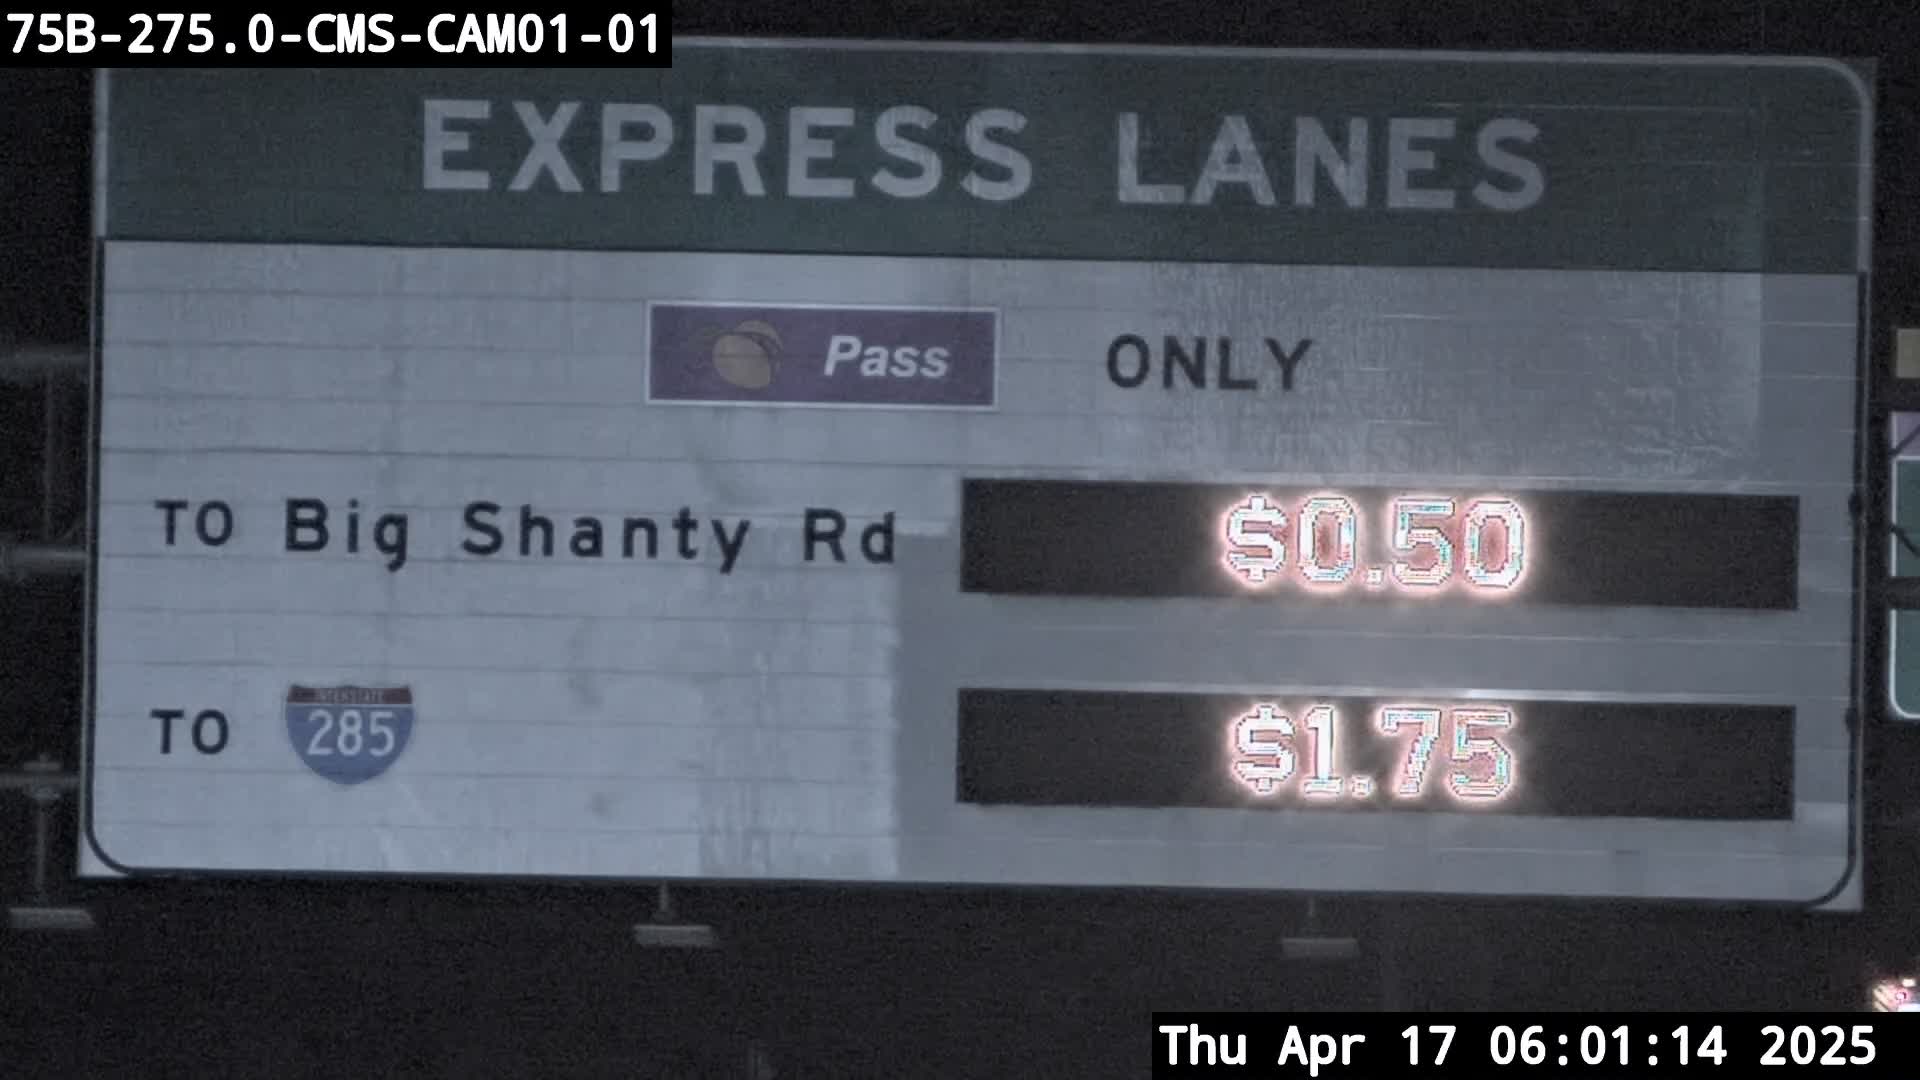 75B-275.0-CMS-CAM01-01
EXPRESS LANES
Pass ONLY
TO Big Shanty Rd $0.50
INTERSTATE
TO 285 $1.75
Thu Apr 17 06:01:14 2025